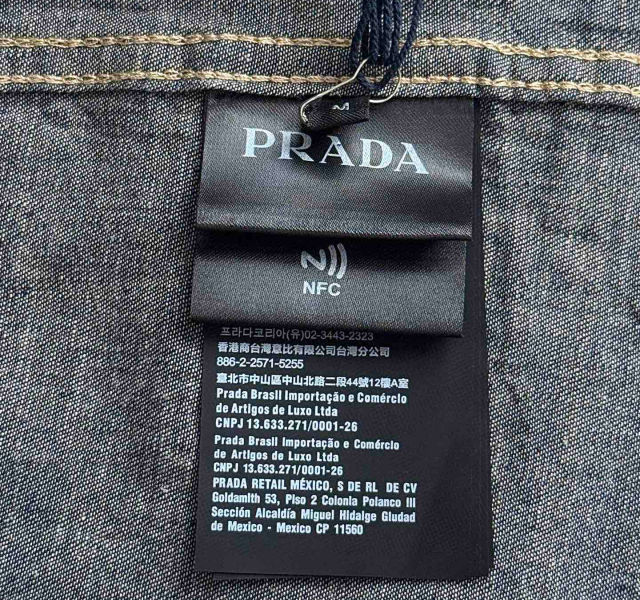 M
PRADA
NFC
프라다코리아(유)02-3443-2323
香港商台灣意比有限公司台灣分公司
886-2-2571-5255
臺北市中山區中山北路二段44號12樓A室
Prada Brasil Importação e Comércio
de Artigos de Luxo Ltda
CNPJ 13.633.271/0001-26
Prada Brasil Importação e Comércio
de Artigos de Luxo Ltda
CNPJ 13.633.271/0001-26
PRADA RETAIL MÉXICO, S DE RL DE CV
Goldamlth 53, Plso 2 Colonla Polanco III
Sección Alcaldía Miguel Hidalge Gludad
de Mexico - Mexico CP 11560